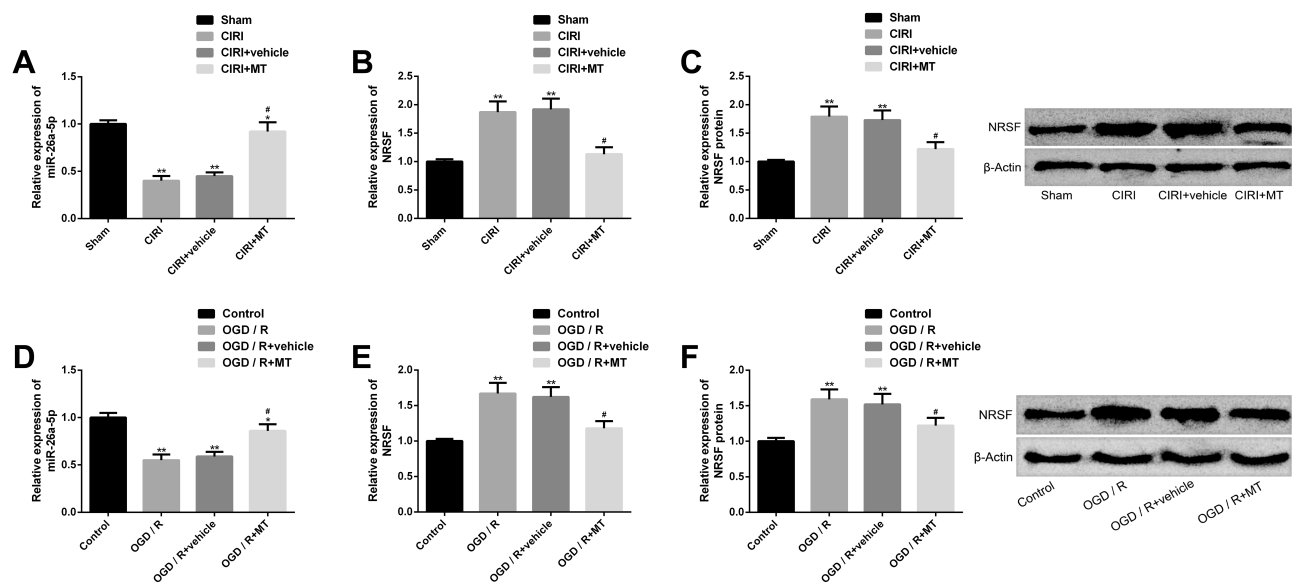 A
Sham
CIRI
CIRI+vehicle
CIRI+MT
Relative expression of
miR-26a-5p
1.5
1.0
0.5
0.0
Sham
CIRI
CIRI+vehicle
CIRI+MT
**
**
#
*
B
Sham
CIRI
CIRI+vehicle
CIRI+MT
Relative expression of
NRSF
2.5
2.0
1.5
1.0
0.5
0.0
Sham
CIRI
CIRI+vehicle
CIRI+MT
**
**
#
C
Sham
CIRI
CIRI+vehicle
CIRI+MT
Relative expression of
NRSF protein
2.5
2.0
1.5
1.0
0.5
0.0
Sham
CIRI
CIRI+vehicle
CIRI+MT
**
**
#
NRSF
β-Actin
Sham CIRI CIRI+vehicle CIRI+MT
D
Control
OGD / R
OGD / R+vehicle
OGD / R+MT
Relative expression of
miR-26a-5p
1.5
1.0
0.5
0.0
Control
OGD / R
OGD / R+vehicle
OGD / R+MT
**
**
#
*
E
Control
OGD / R
OGD / R+vehicle
OGD / R+MT
Relative expression of
NRSF
2.0
1.5
1.0
0.5
0.0
Control
OGD / R
OGD / R+vehicle
OGD / R+MT
**
**
#
F
Control
OGD / R
OGD / R+vehicle
OGD / R+MT
Relative expression of
NRSF protein
2.0
1.5
1.0
0.5
0.0
Control
OGD / R
OGD / R+vehicle
OGD / R+MT
**
**
#
NRSF
β-Actin
Control
OGD / R
OGD / R+vehicle
OGD / R+MT